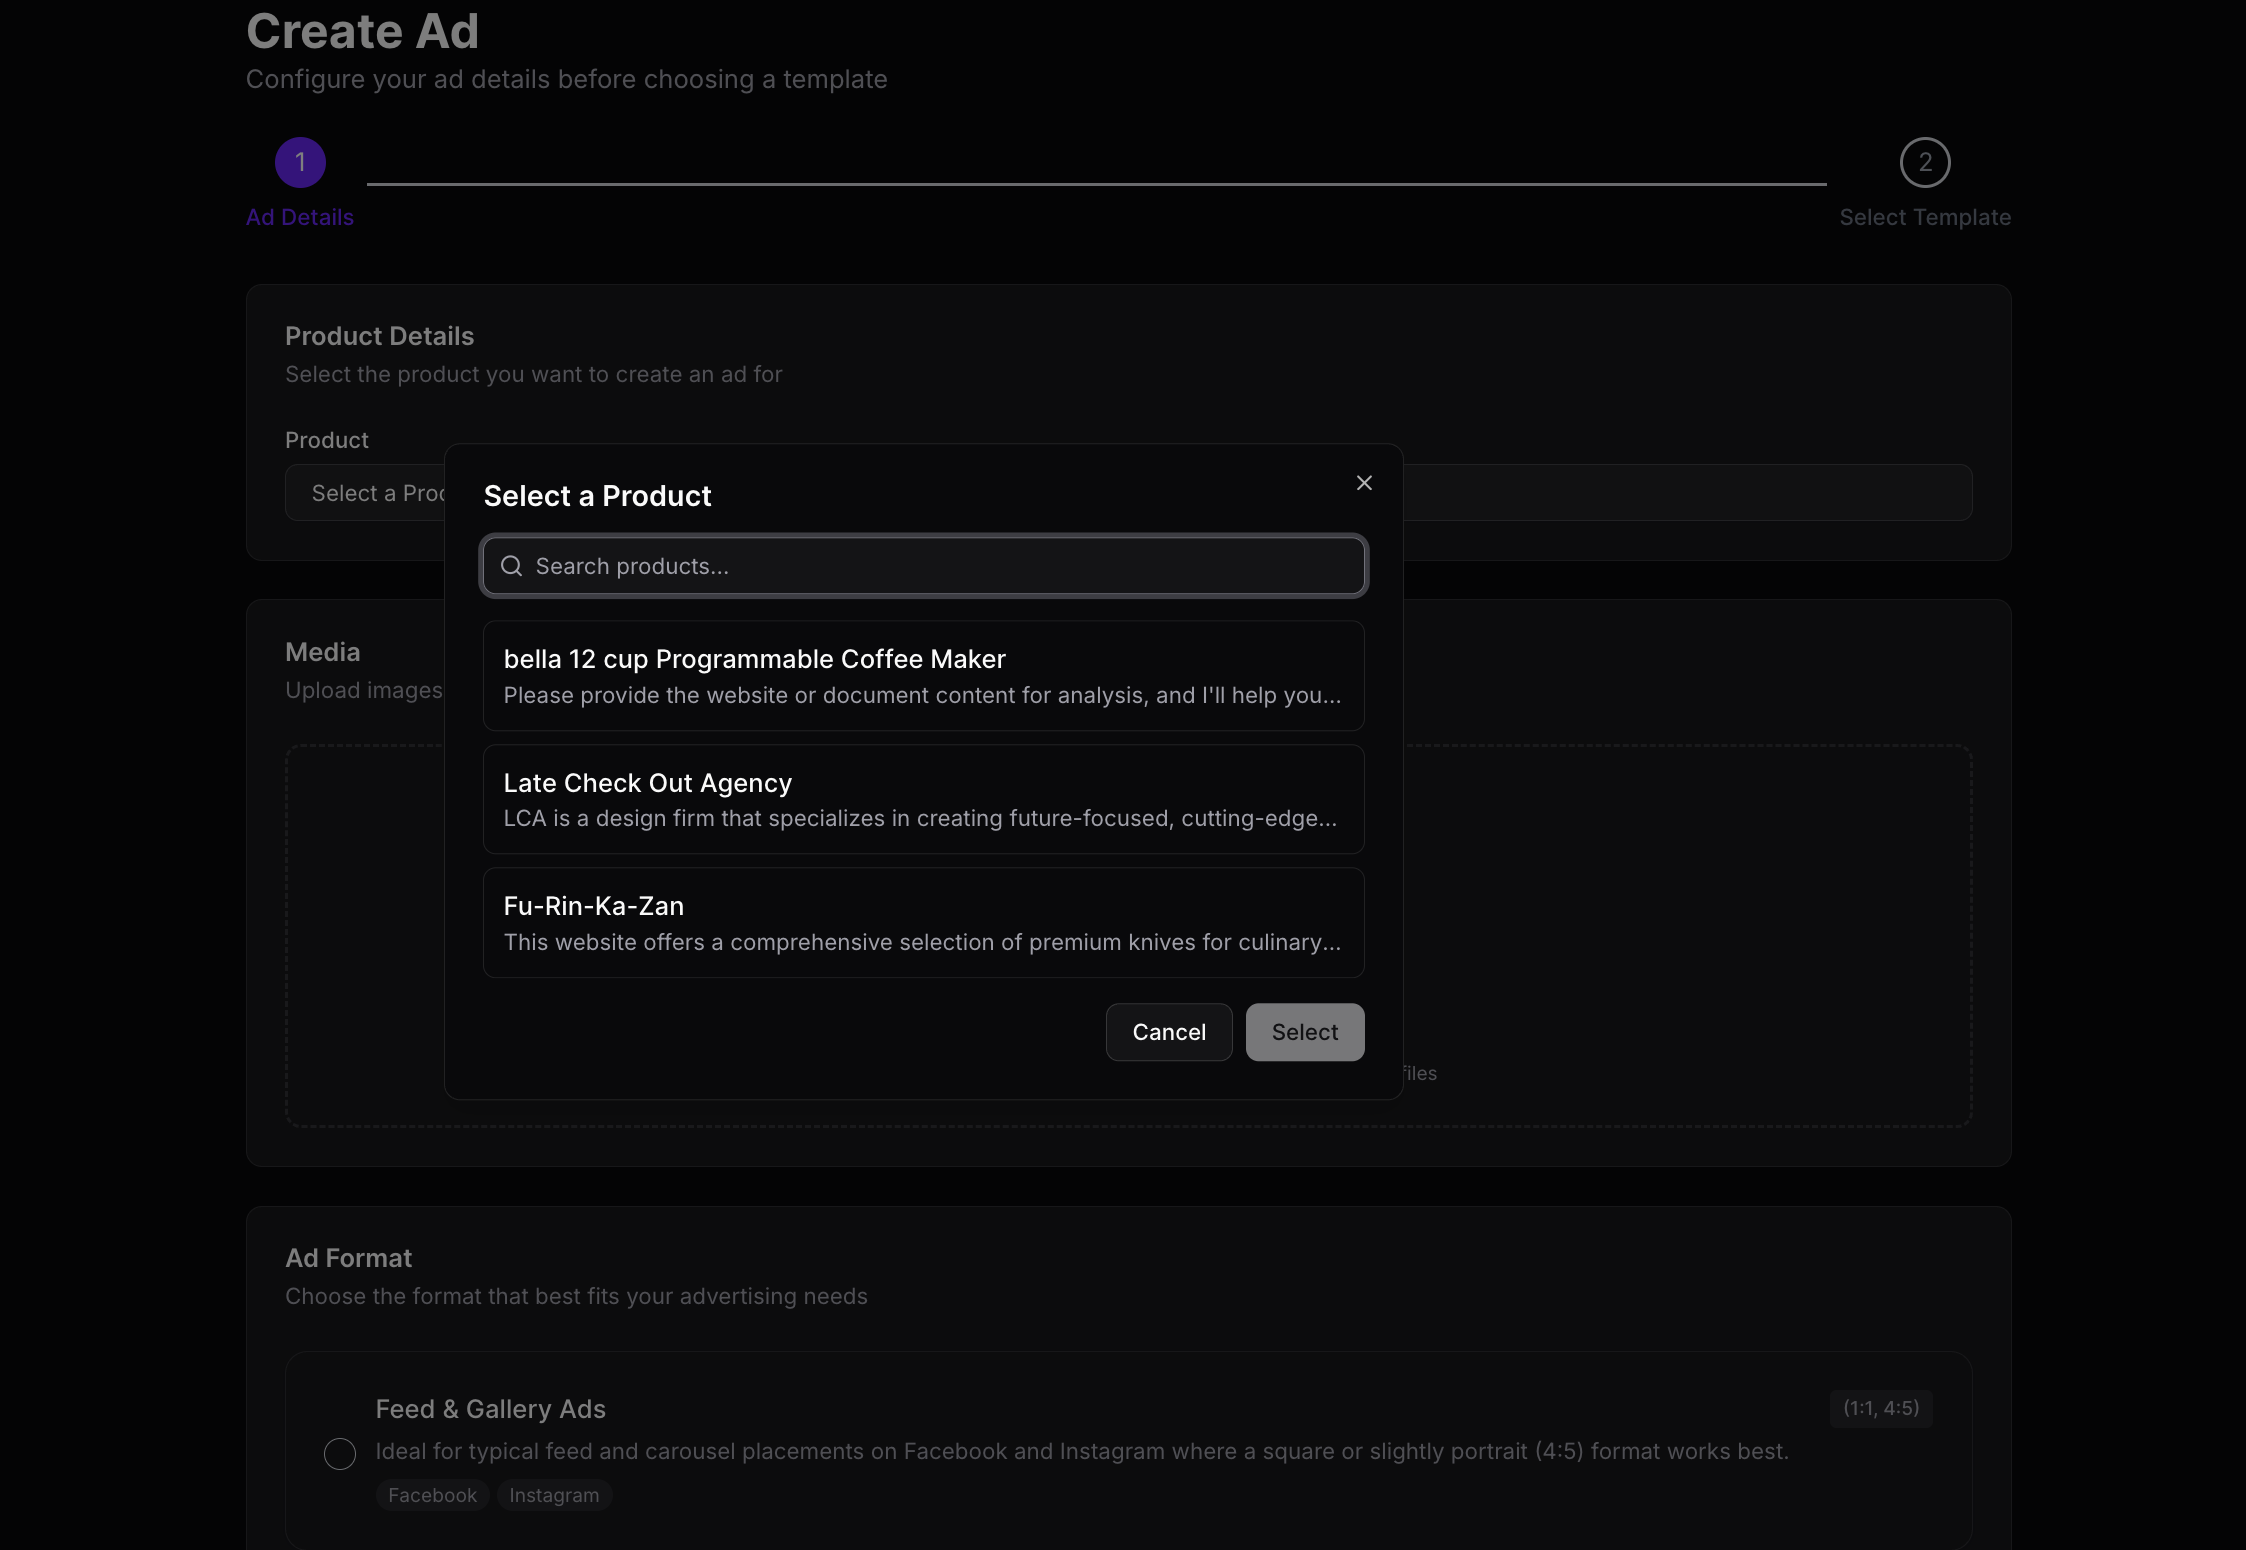 Create Ad
Configure your ad details before choosing a template
1
2
Ad Details
Select Template
Product Details
Select the product you want to create an ad for
Product
Select a
Select a Product
Search products...
bella 12 cup Programmable Coffee Maker
Please provide the website or document content for analysis, and I'll help you...
Late Check Out Agency
LCA is a design firm that specializes in creating future-focused, cutting-edge...
Fu-Rin-Ka-Zan
This website offers a comprehensive selection of premium knives for culinary...
Cancel
Select
Media
Upload images
files
Ad Format
Choose the format that best fits your advertising needs
Feed & Gallery Ads
(1:1, 4:5)
Ideal for typical feed and carousel placements on Facebook and Instagram where a square or slightly portrait (4:5) format works best.
Facebook
Instagram